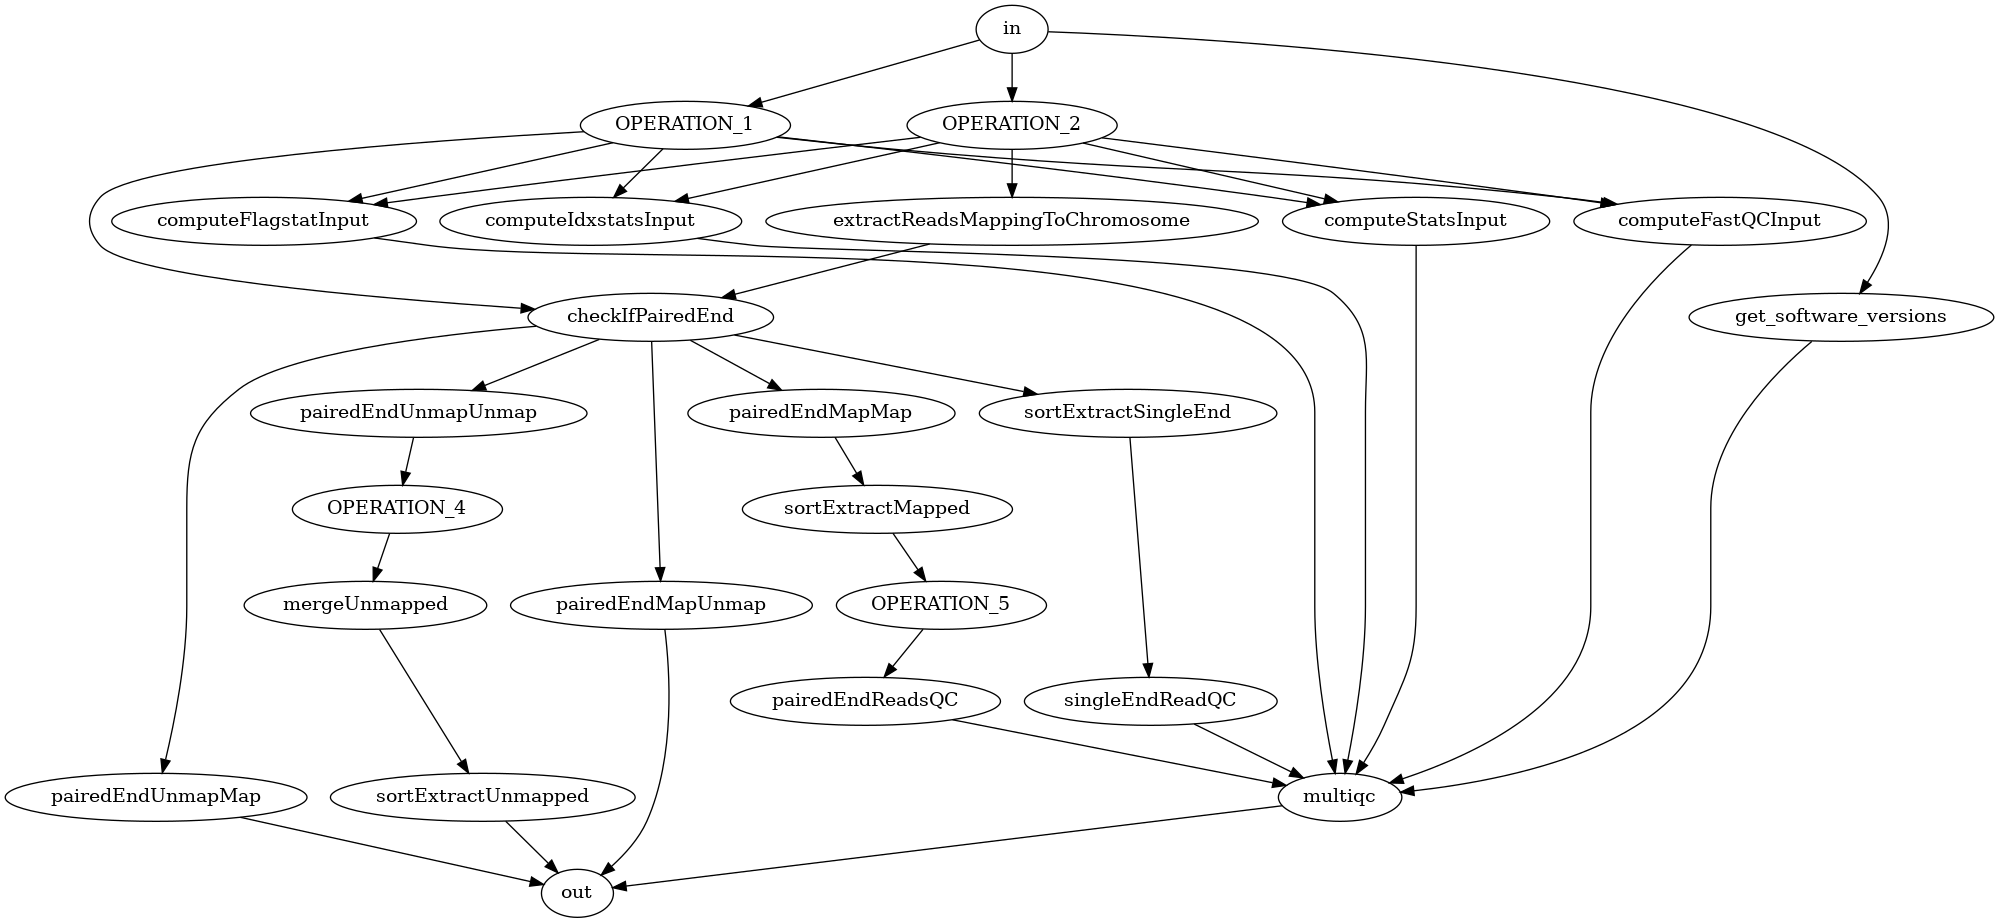 in
OPERATION_1
OPERATION_2
computeFlagstatInput
computeIdxstatsInput
extractReadsMappingToChromosome
computeStatsInput
computeFastQCInput
checkIfPairedEnd
get_software_versions
pairedEndUnmapUnmap
pairedEndMapMap
sortExtractSingleEnd
OPERATION_4
sortExtractMapped
mergeUnmapped
pairedEndMapUnmap
OPERATION_5
pairedEndReadsQC
singleEndReadQC
pairedEndUnmapMap
sortExtractUnmapped
multiqc
out